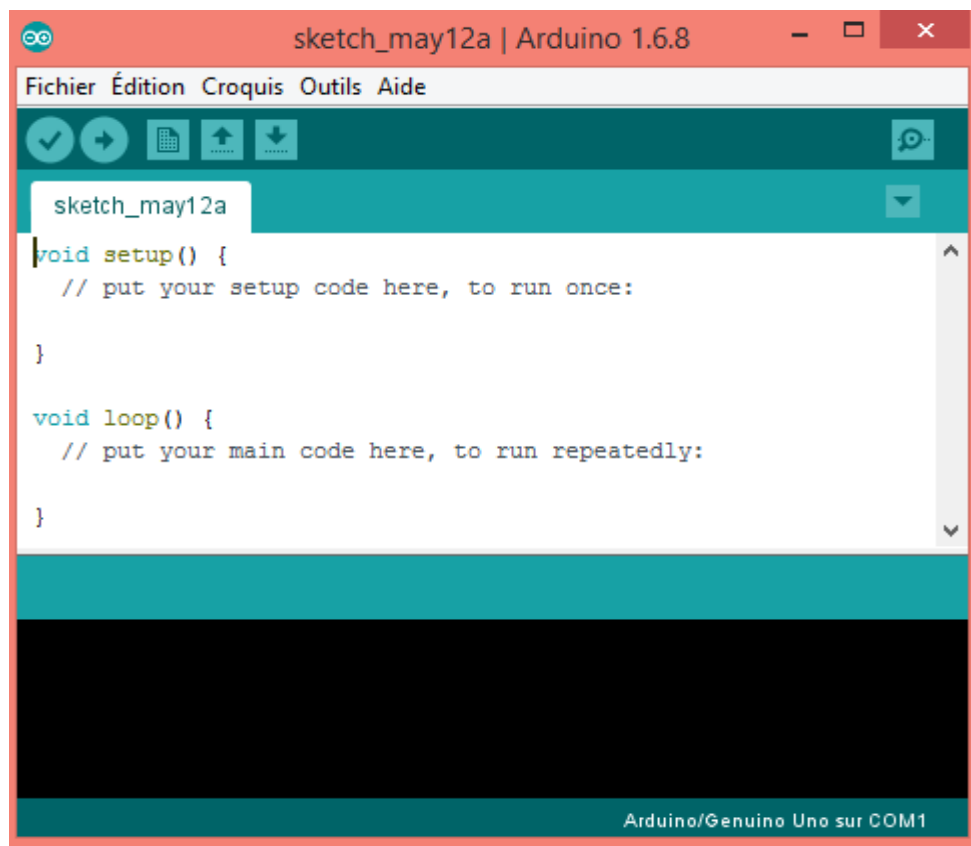 sketch_may12a | Arduino 1.6.8
Fichier Édition Croquis Outils Aide
sketch_may12a
void setup() {
  // put your setup code here, to run once:
}
void loop() {
  // put your main code here, to run repeatedly:
}
Arduino/Genuino Uno sur COM1